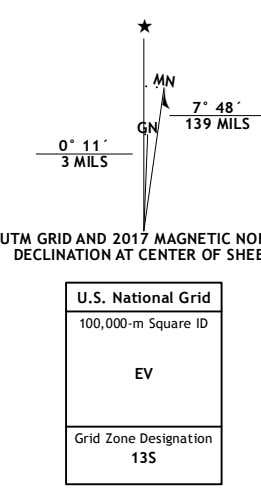 ★
MN
7° 48´
139 MILS
GN
0° 11´
3 MILS
UTM GRID AND 2017 MAGNETIC NO
DECLINATION AT CENTER OF SHEE
U.S. National Grid
100,000-m Square ID
EV
Grid Zone Designation
13S